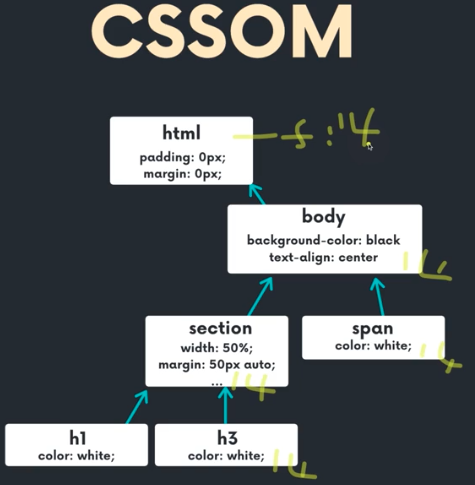 CSSOM
html
s:14
padding: 0px;
margin: 0px;
body
background-color: black
text-align: center
14
section
width: 50%;
margin: 50px auto;
...
14
span
color: white;
14
h1
color: white;
h3
color: white;
14